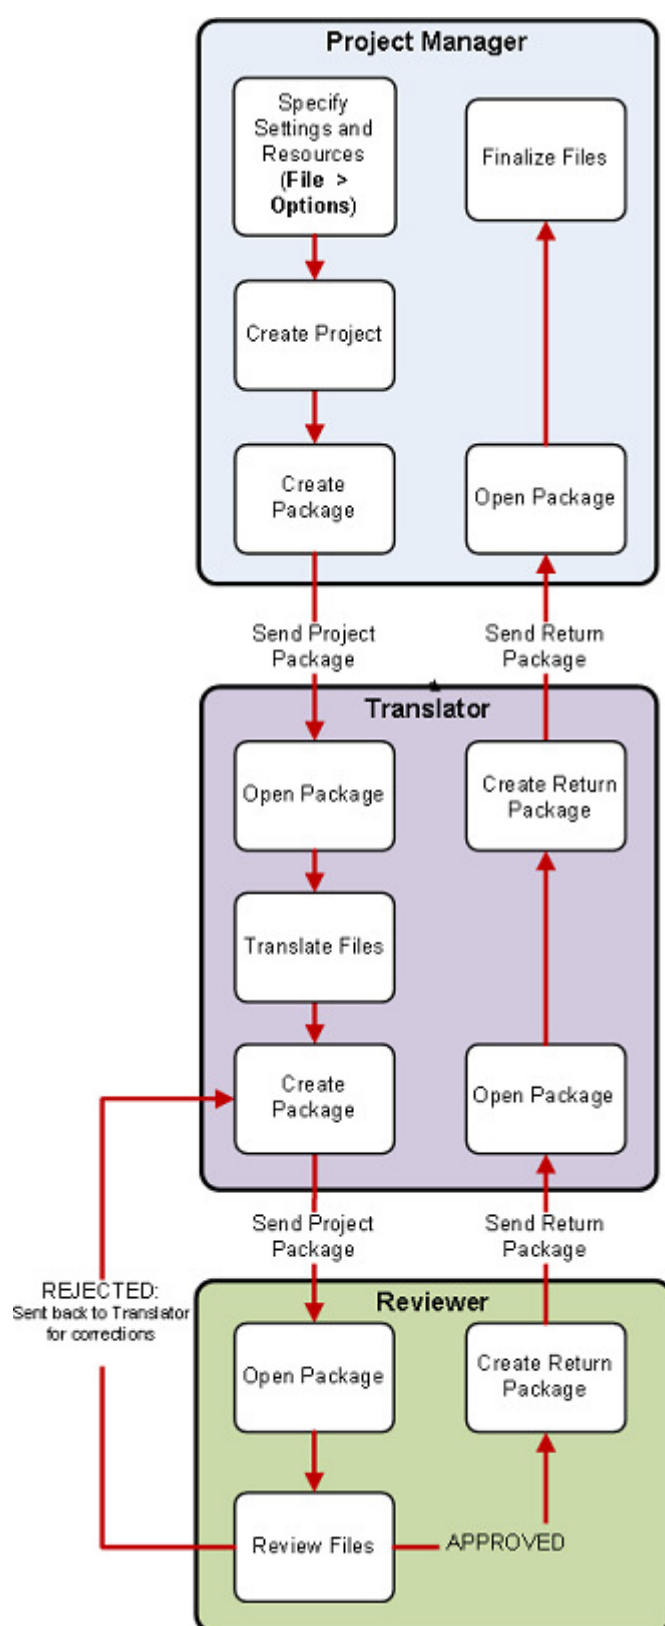 Project Manager
Specify
Settings and
Resources
(File >
Options)
Finalize Files
Create Project
Create
Package
Open Package
Send Project
Package
Send Return
Package
Translator
Open Package
Create Return
Package
Translate Files
Create
Package
Open Package
Send Project
Package
Send Return
Package
REJECTED:
Sent back to Translator
for corrections
Reviewer
Open Package
Create Return
Package
Review Files
APPROVED